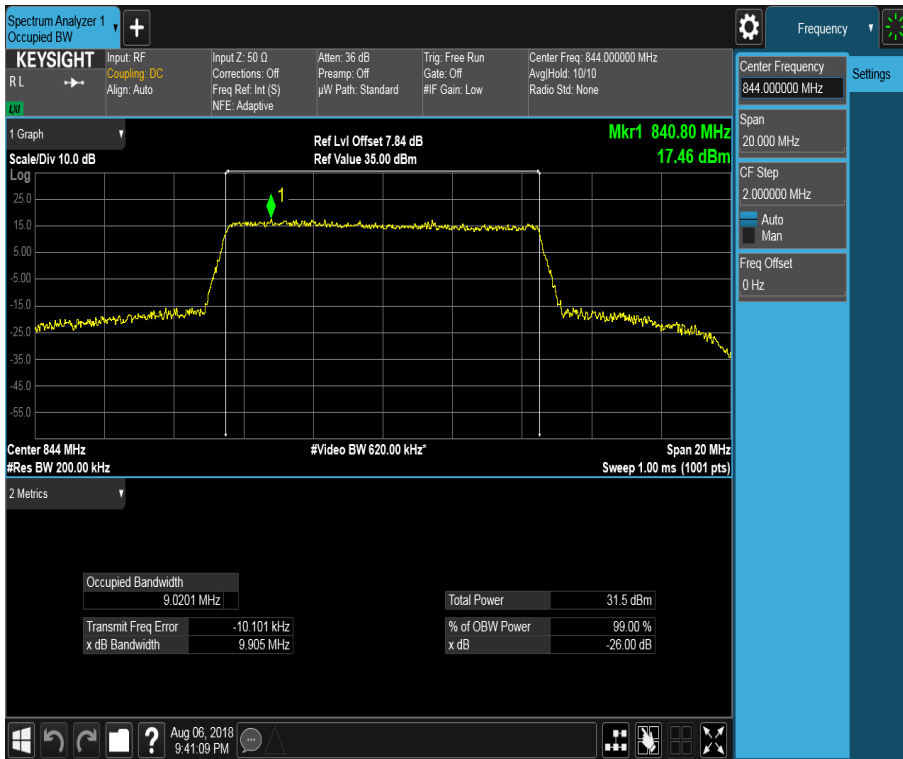 Spectrum Analyzer 1
Occupied BW
+
Frequency
KEYSIGHT
R L
LXI
Input: RF
Coupling: DC
Align: Auto
Input Z: 50 Ω
Corrections: Off
Freq Ref: Int (S)
NFE: Adaptive
Atten: 36 dB
Preamp: Off
µW Path: Standard
Trig: Free Run
Gate: Off
#IF Gain: Low
Center Freq: 844.000000 MHz
Avg|Hold: 10/10
Radio Std: None
Center Frequency
844.000000 MHz
Settings
Span
20.000 MHz
CF Step
2.000000 MHz
Auto
Man
Freq Offset
0 Hz
1 Graph
Scale/Div 10.0 dB
Ref Lvl Offset 7.84 dB
Ref Value 35.00 dBm
Mkr1 840.80 MHz
17.46 dBm
Log
25.0
15.0
5.00
-5.00
-15.0
-25.0
-35.0
-45.0
-55.0
1
Center 844 MHz
#Video BW 620.00 kHz*
Span 20 MHz
#Res BW 200.00 kHz
Sweep 1.00 ms (1001 pts)
2 Metrics
Occupied Bandwidth
9.0201 MHz
Total Power 31.5 dBm
Transmit Freq Error -10.101 kHz
% of OBW Power 99.00 %
x dB Bandwidth 9.905 MHz
x dB -26.00 dB
?
Aug 06, 2018
9:41:09 PM